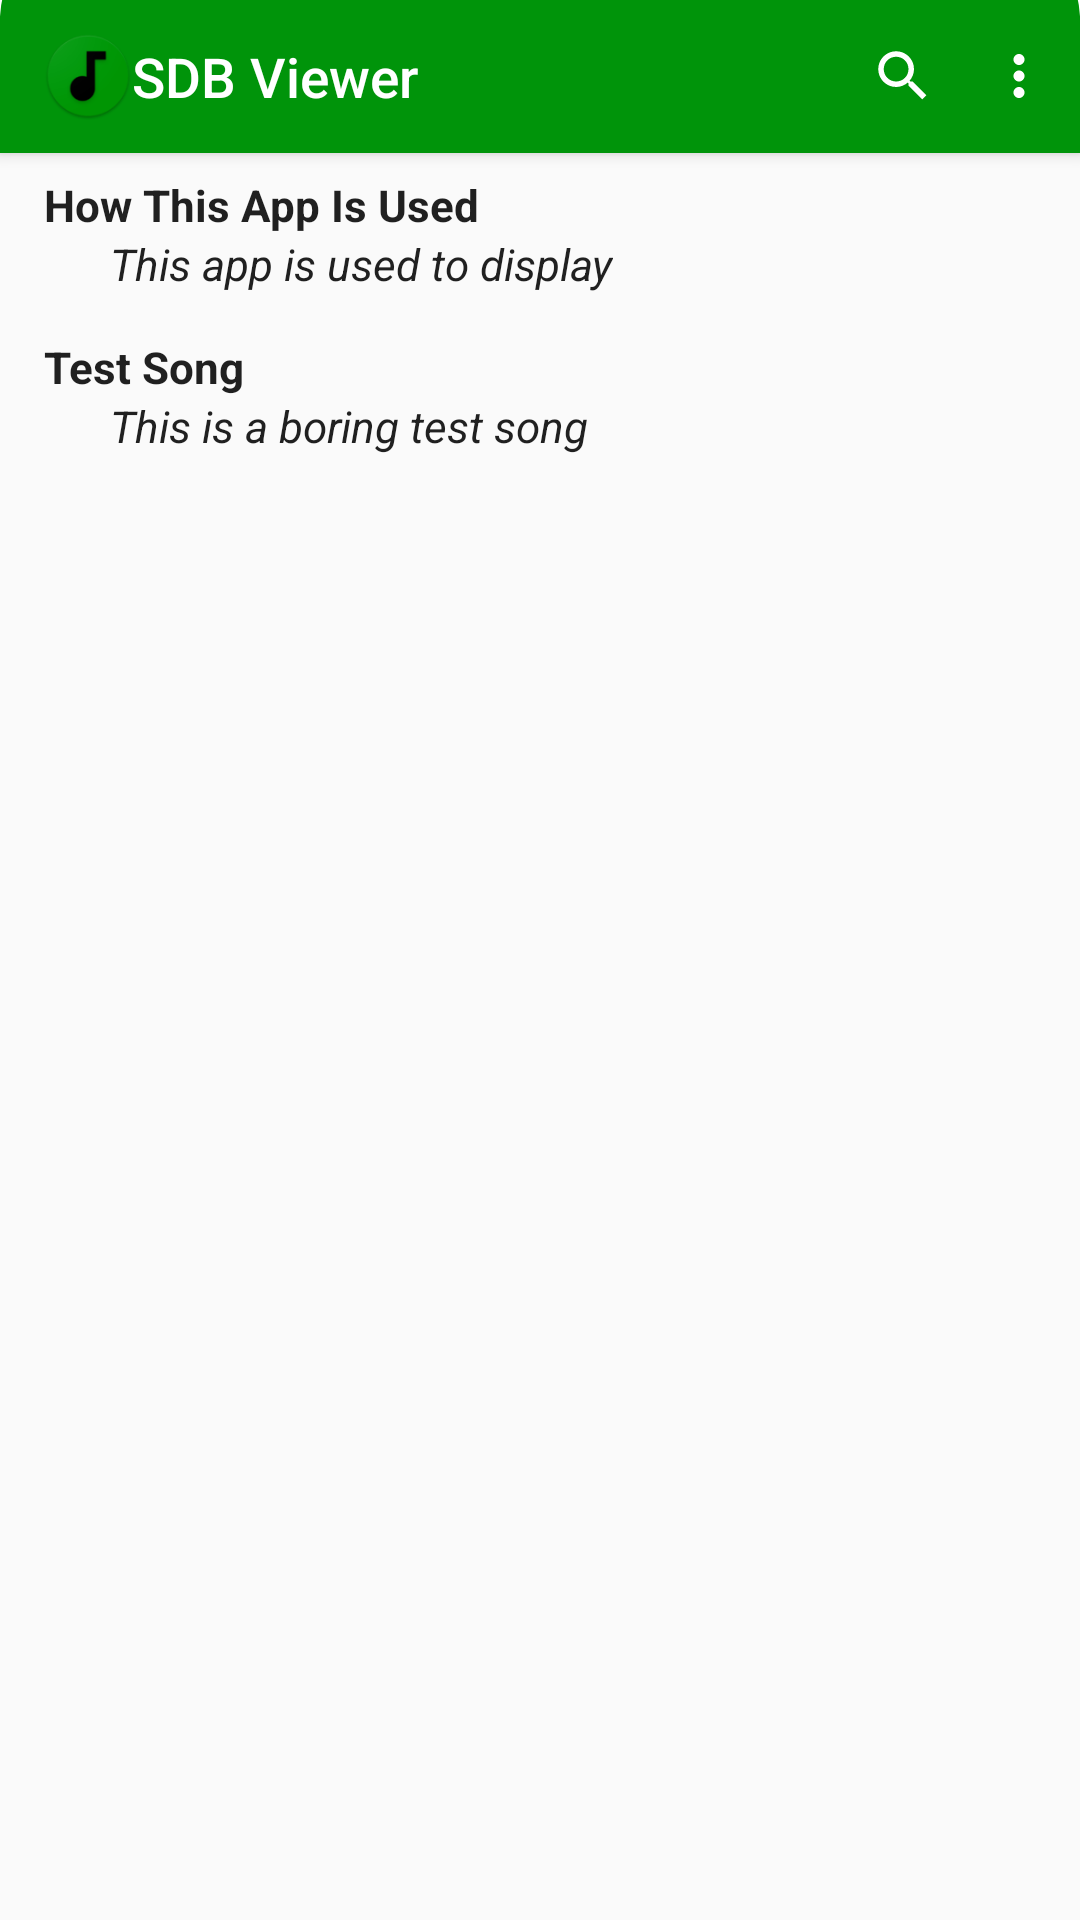 SDB Viewer
How This App Is Used
This app is used to display
Test Song
This is a boring test song